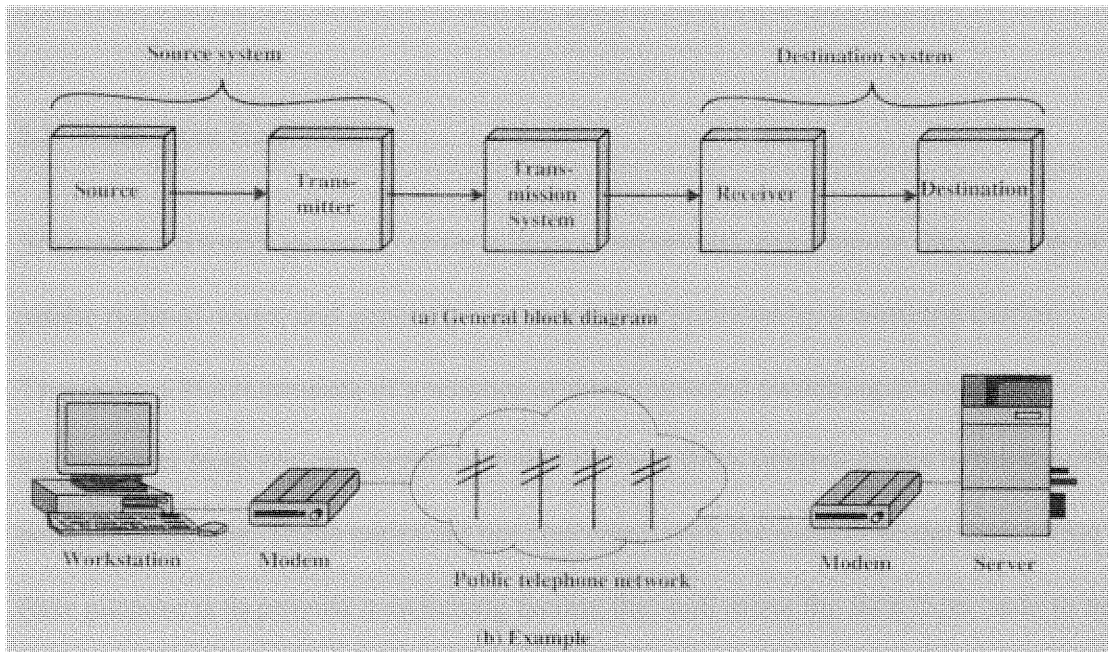 Source system
Destination system
Source
Trans-
mitter
Trans-
mission
System
Receiver
Destination
(a) General block diagram
Workstation
Modem
Public telephone network
Modem
Server
(b) Example